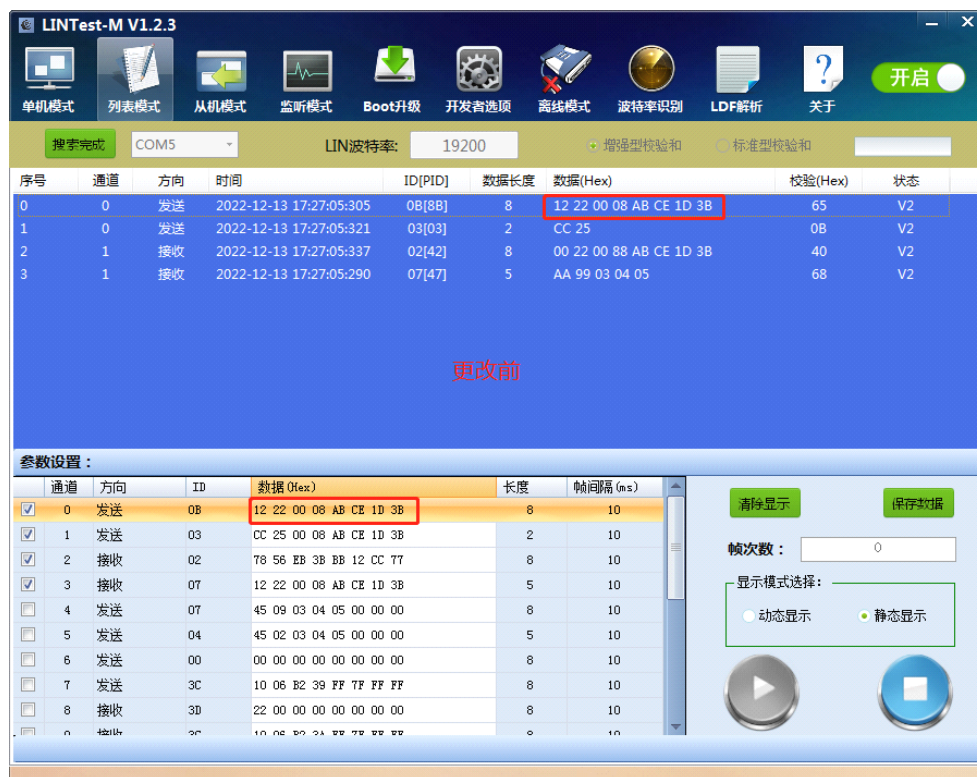 LINTest-M V1.2.3
单机模式 列表模式 从机模式 监听模式 Boot升级 开发者选项 离线模式 波特率识别 LDF解析 关于 开启
搜索完成 COM5 LIN波特率: 19200 增强型校验和 标准型校验和
序号 通道 方向 时间 ID[PID] 数据长度 数据(Hex) 校验(Hex) 状态
0 0 发送 2022-12-13 17:27:05:305 0B[8B] 8 12 22 00 08 AB CE 1D 3B 65 V2
1 0 发送 2022-12-13 17:27:05:321 03[03] 2 CC 25 0B V2
2 1 接收 2022-12-13 17:27:05:337 02[42] 8 00 22 00 88 AB CE 1D 3B 40 V2
3 1 接收 2022-12-13 17:27:05:290 07[47] 5 AA 99 03 04 05 68 V2
更改前
参数设置：
通道 方向 ID 数据(Hex) 长度 帧间隔(ms)
0 发送 0B 12 22 00 08 AB CE 1D 3B 8 10
1 发送 03 CC 25 00 08 AB CE 1D 3B 2 10
2 接收 02 78 56 EB 3B BB 12 CC 77 8 10
3 接收 07 12 22 00 08 AB CE 1D 3B 5 10
4 发送 07 45 09 03 04 05 00 00 00 8 10
5 发送 04 45 02 03 04 05 00 00 00 5 10
6 发送 00 00 00 00 00 00 00 00 00 8 10
7 发送 3C 10 06 B2 39 FF 7F FF FF 8 10
8 接收 3D 22 00 00 00 00 00 00 00 8 10
清除显示 保存数据
帧次数： 0
显示模式选择:
动态显示 静态显示